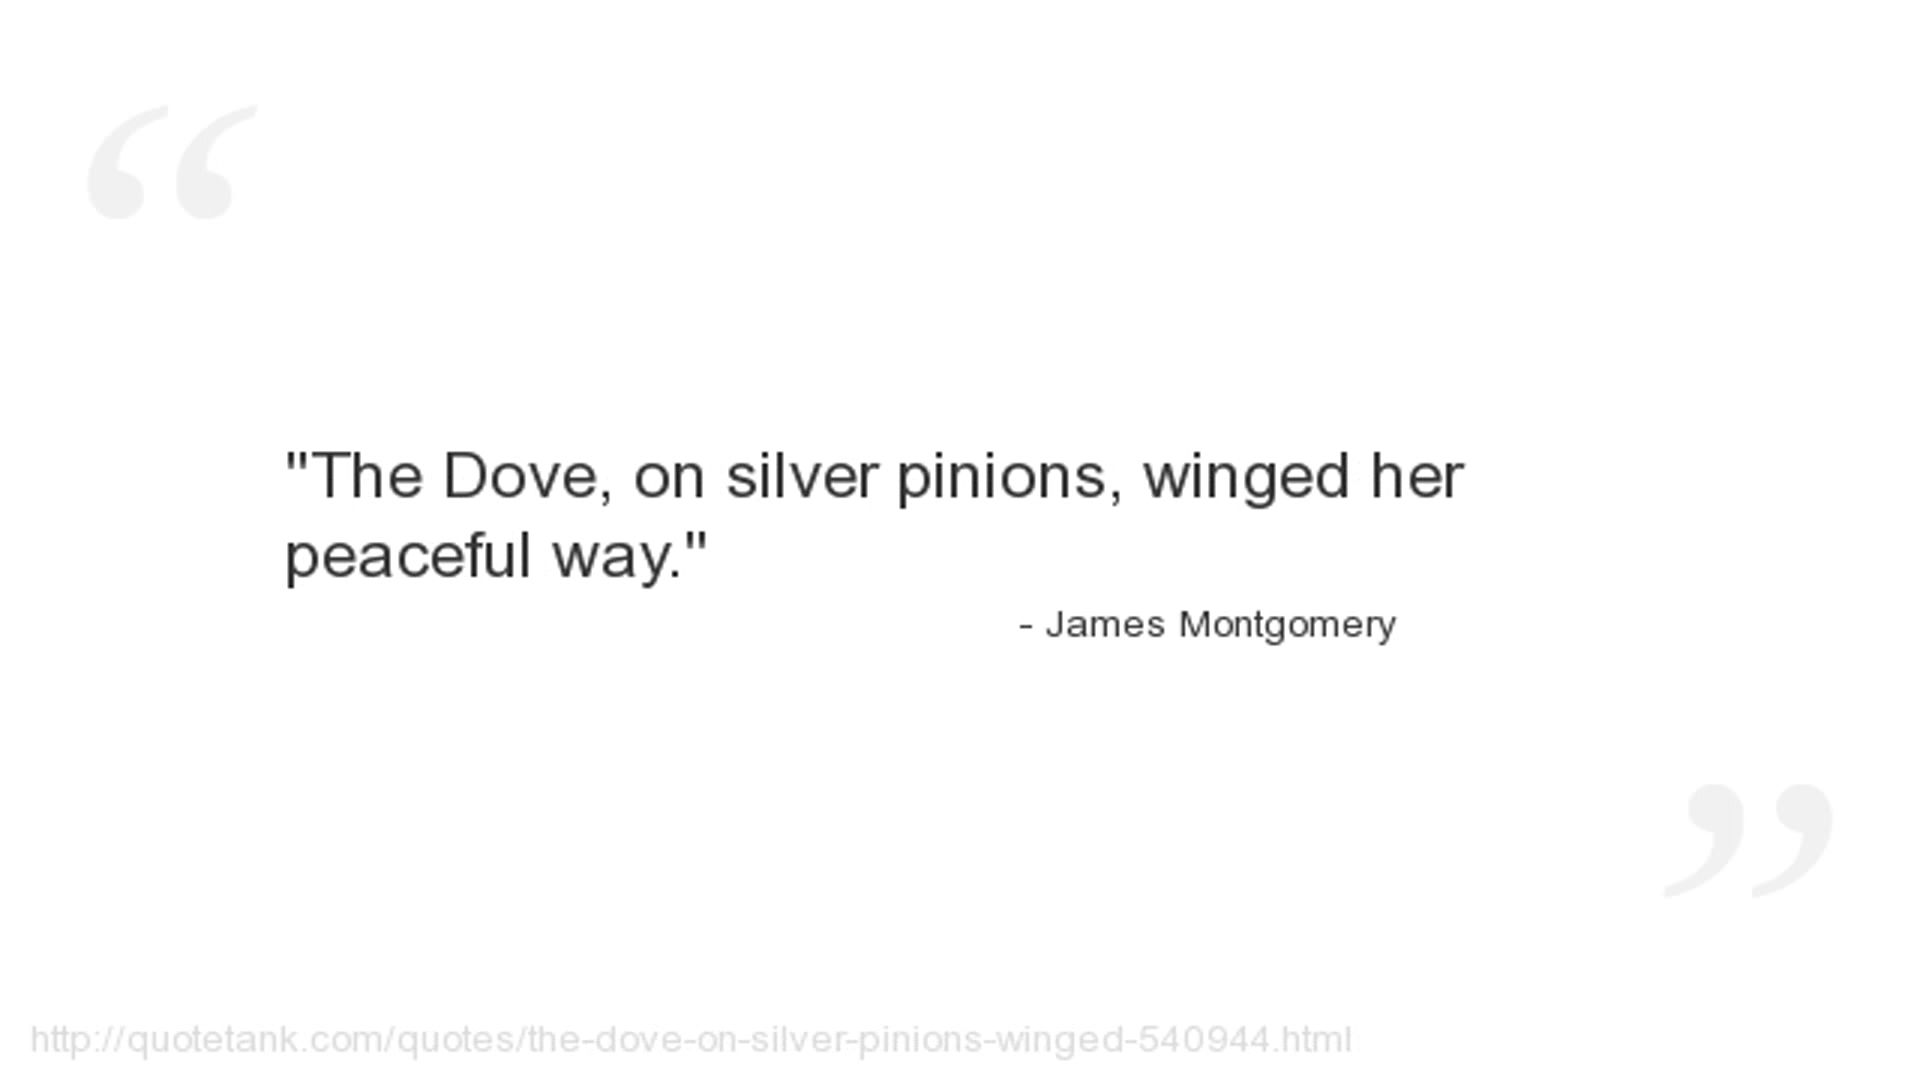 "The Dove, on silver pinions, winged her
peaceful way."
- James Montgomery
http://quotetank.com/quotes/the-dove-on-silver-pinions-winged-540944.html